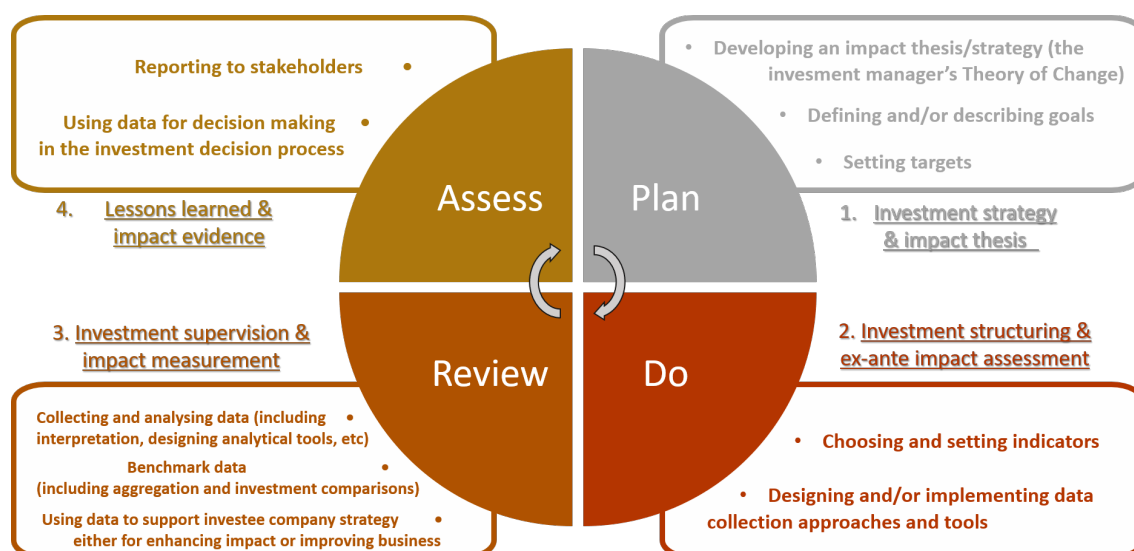 Reporting to stakeholders •
Using data for decision making •
in the investment decision process
4. Lessons learned &
impact evidence
Assess
• Developing an impact thesis/strategy (the
invesment manager's Theory of Change)
• Defining and/or describing goals
• Setting targets
Plan
1. Investment strategy
& impact thesis
2. Investment structuring &
ex-ante impact assessment
Do
• Choosing and setting indicators
• Designing and/or implementing data
collection approaches and tools
3. Investment supervision &
impact measurement
Review
Collecting and analysing data (including •
interpretation, designing analytical tools, etc)
Benchmark data •
(including aggregation and investment comparisons)
Using data to support investee company strategy •
either for enhancing impact or improving business